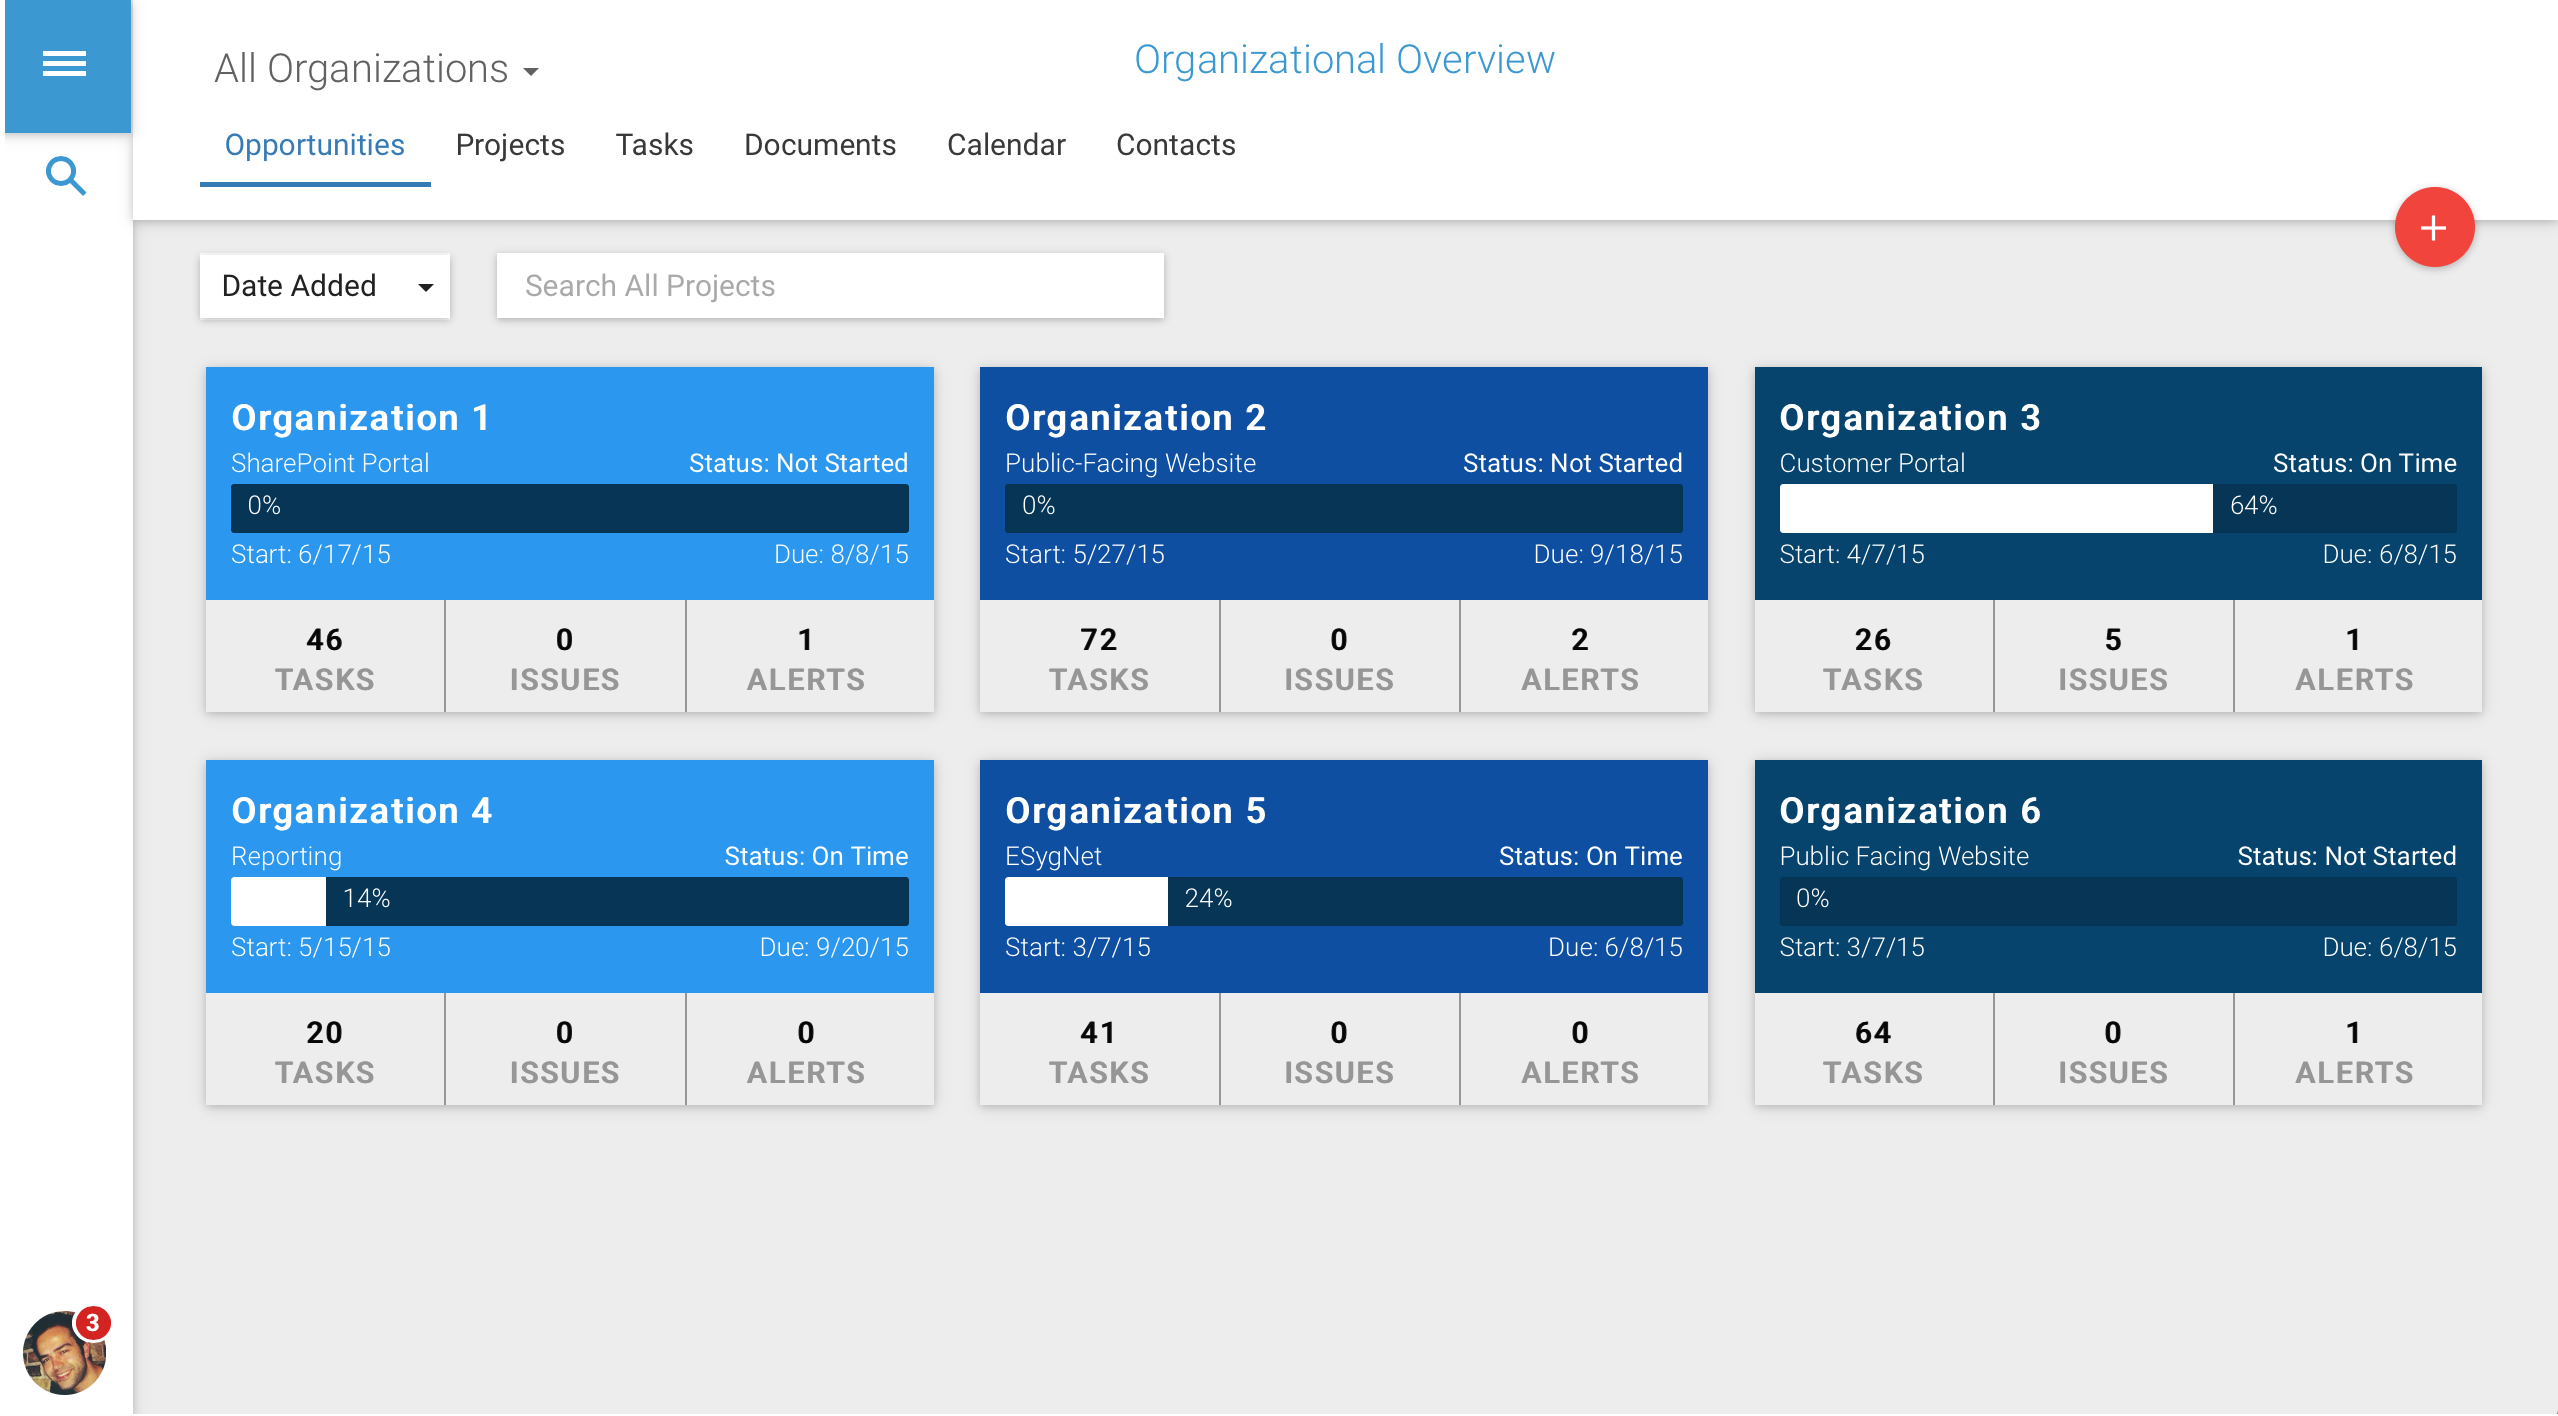 All Organizations
Organizational Overview
Opportunities Projects Tasks Documents Calendar Contacts
+
Date Added
Search All Projects
Organization 1
SharePoint Portal Status: Not Started
0%
Start: 6/17/15 Due: 8/8/15
46 0 1
TASKS ISSUES ALERTS
Organization 2
Public-Facing Website Status: Not Started
0%
Start: 5/27/15 Due: 9/18/15
72 0 2
TASKS ISSUES ALERTS
Organization 3
Customer Portal Status: On Time
64%
Start: 4/7/15 Due: 6/8/15
26 5 1
TASKS ISSUES ALERTS
Organization 4
Reporting Status: On Time
14%
Start: 5/15/15 Due: 9/20/15
20 0 0
TASKS ISSUES ALERTS
Organization 5
ESygNet Status: On Time
24%
Start: 3/7/15 Due: 6/8/15
41 0 0
TASKS ISSUES ALERTS
Organization 6
Public Facing Website Status: Not Started
0%
Start: 3/7/15 Due: 6/8/15
64 0 1
TASKS ISSUES ALERTS
3